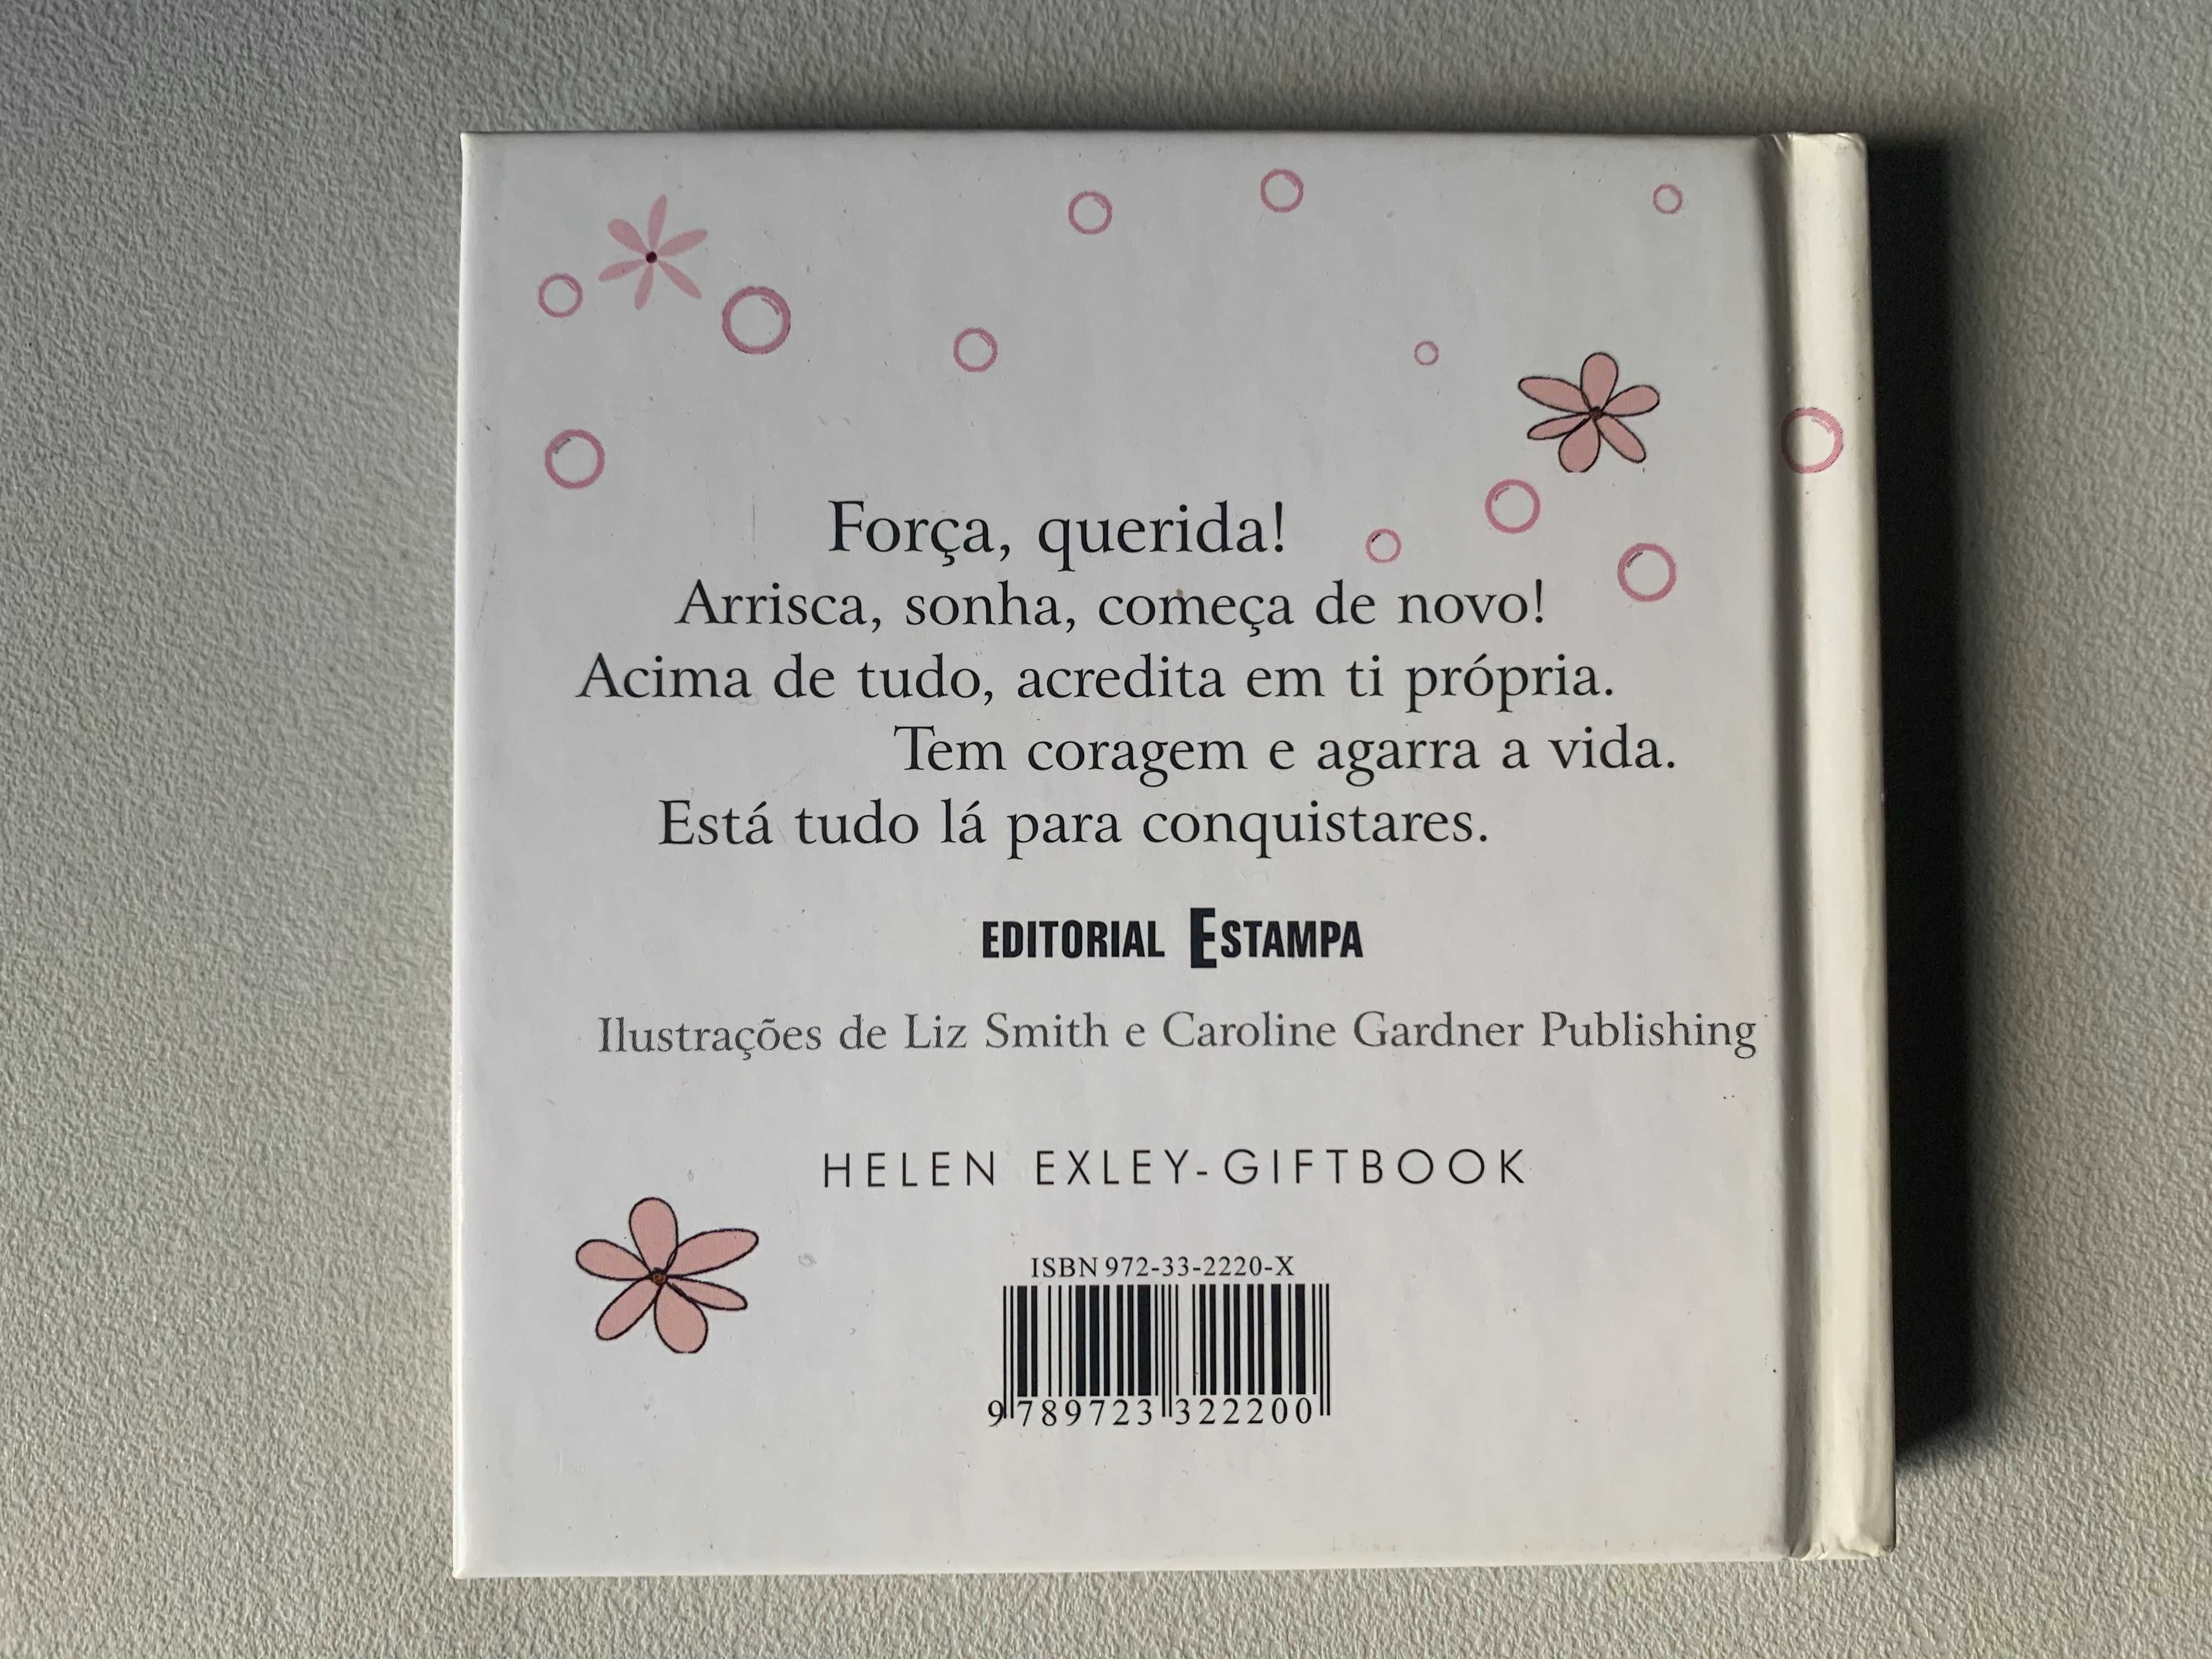 Força, querida!
Arrisca, sonha, começa de novo!
Acima de tudo, acredita em ti própria.
Tem coragem e agarra a vida.
Está tudo lá para conquistares.
EDITORIAL ESTAMPA
Ilustrações de Liz Smith e Caroline Gardner Publishing
HELEN EXLEY-GIFTBOOK
ISBN 972-33-2220-X
9 789723 322200